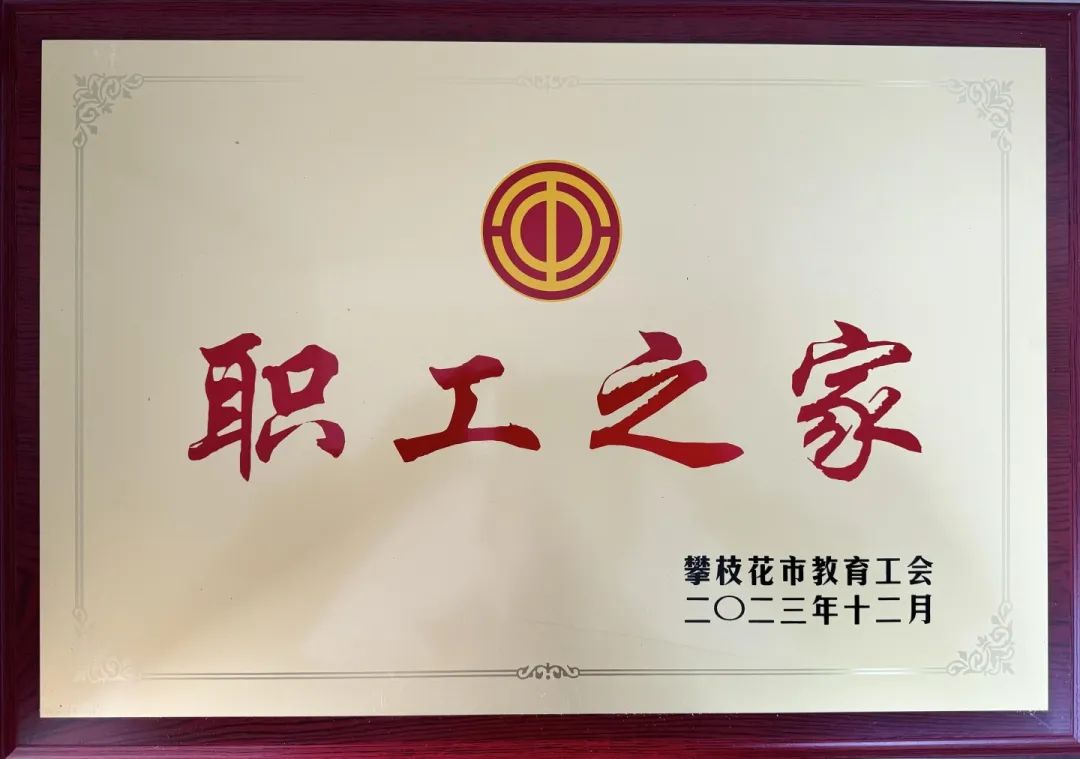 职工之家
攀枝花市教育工会
二〇二三年十二月